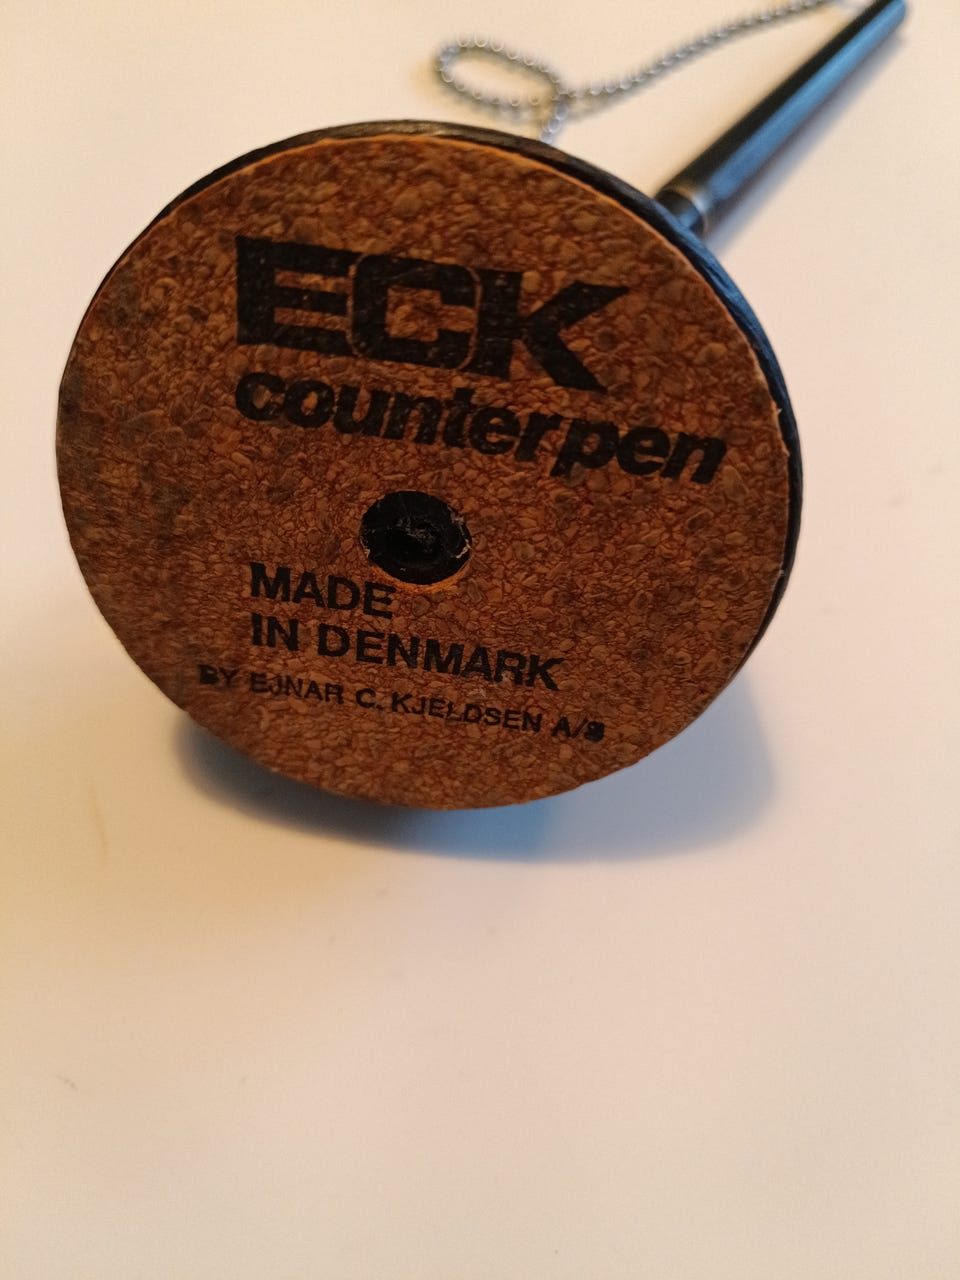 ECK
counterpen
MADE
IN DENMARK
BY EJNAR C. KJELDSEN A/S